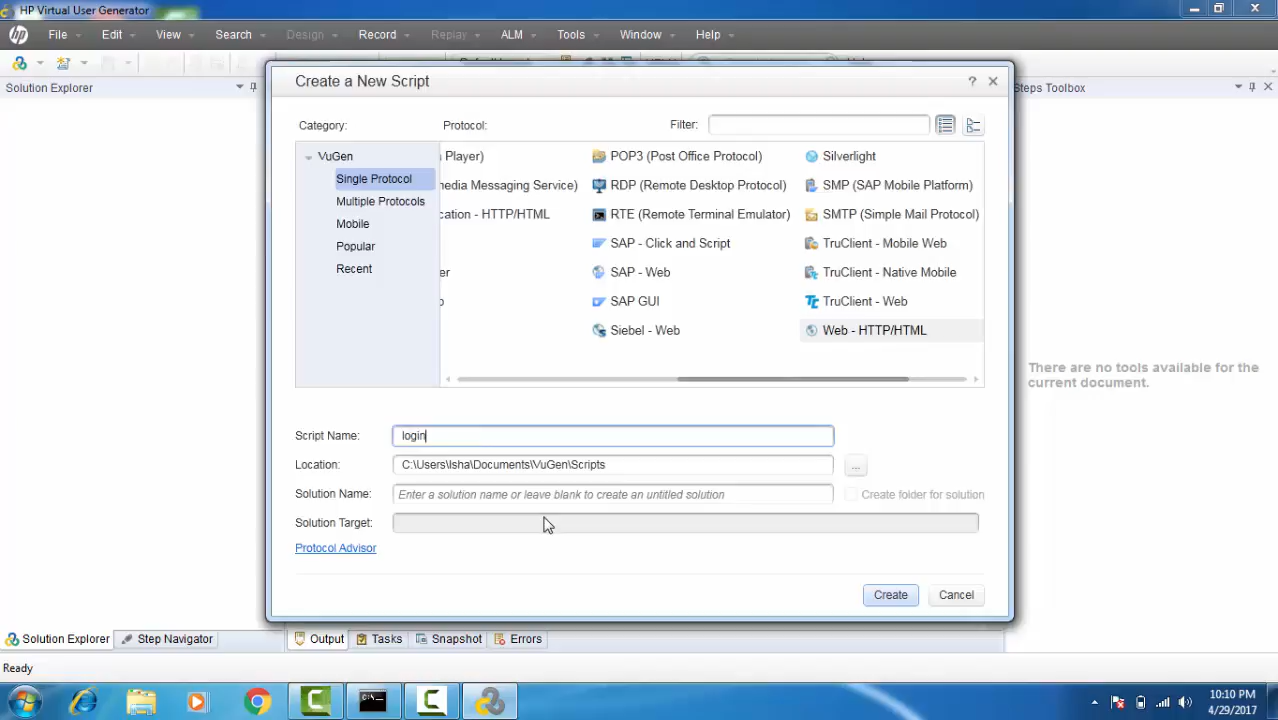 HP Virtual User Generator
hp File Edit View Search Design Record Replay ALM Tools Window Help
Solution Explorer
Steps Toolbox
Create a New Script
?
Category: Protocol: Filter:
VuGen
Single Protocol
Multiple Protocols
Mobile
Popular
Recent
Player)
media Messaging Service)
cation - HTTP/HTML
er
POP3 (Post Office Protocol)
RDP (Remote Desktop Protocol)
RTE (Remote Terminal Emulator)
SAP - Click and Script
SAP - Web
SAP GUI
Siebel - Web
Silverlight
SMP (SAP Mobile Platform)
SMTP (Simple Mail Protocol)
TruClient - Mobile Web
TruClient - Native Mobile
TruClient - Web
Web - HTTP/HTML
There are no tools available for the
current document.
Script Name: login
Location: C:\Users\Isha\Documents\VuGen\Scripts ...
Solution Name: Enter a solution name or leave blank to create an untitled solution Create folder for solution
Solution Target:
Protocol Advisor
Create Cancel
Solution Explorer Step Navigator Output Tasks Snapshot Errors
Ready
10:10 PM
4/29/2017